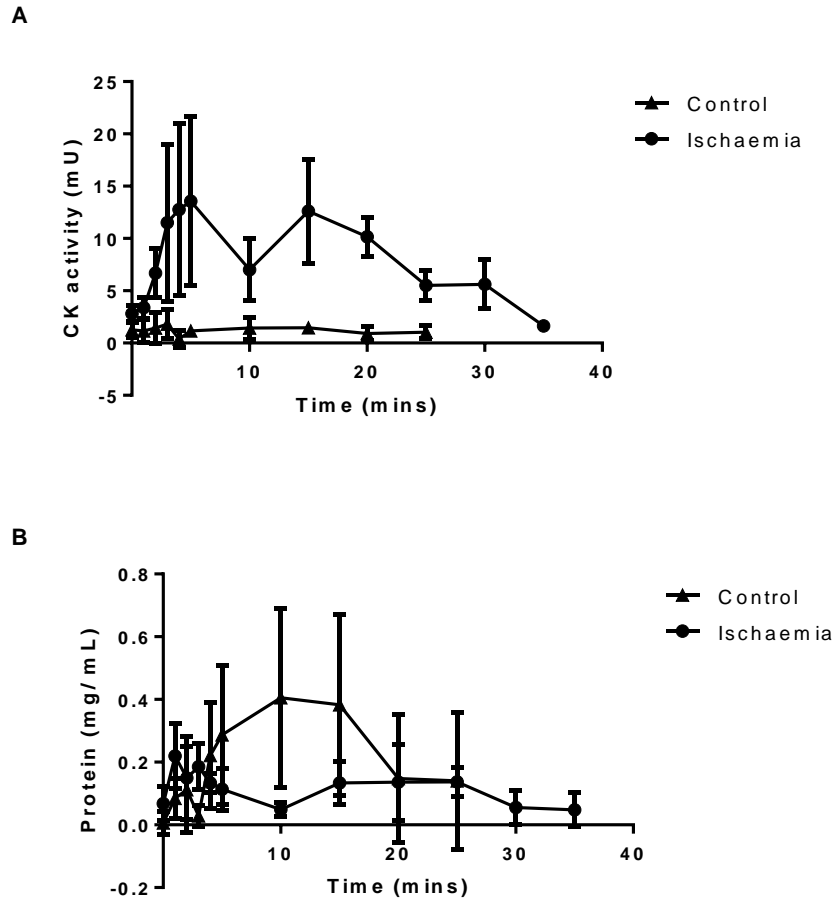 A
25
20
15
10
5
0
-5
CK activity (mU)
10 20 30 40
Time (mins)
Control
Ischaemia
B
0.8
0.6
0.4
0.2
0.0
-0.2
Protein (mg/mL)
10 20 30 40
Time (mins)
Control
Ischaemia